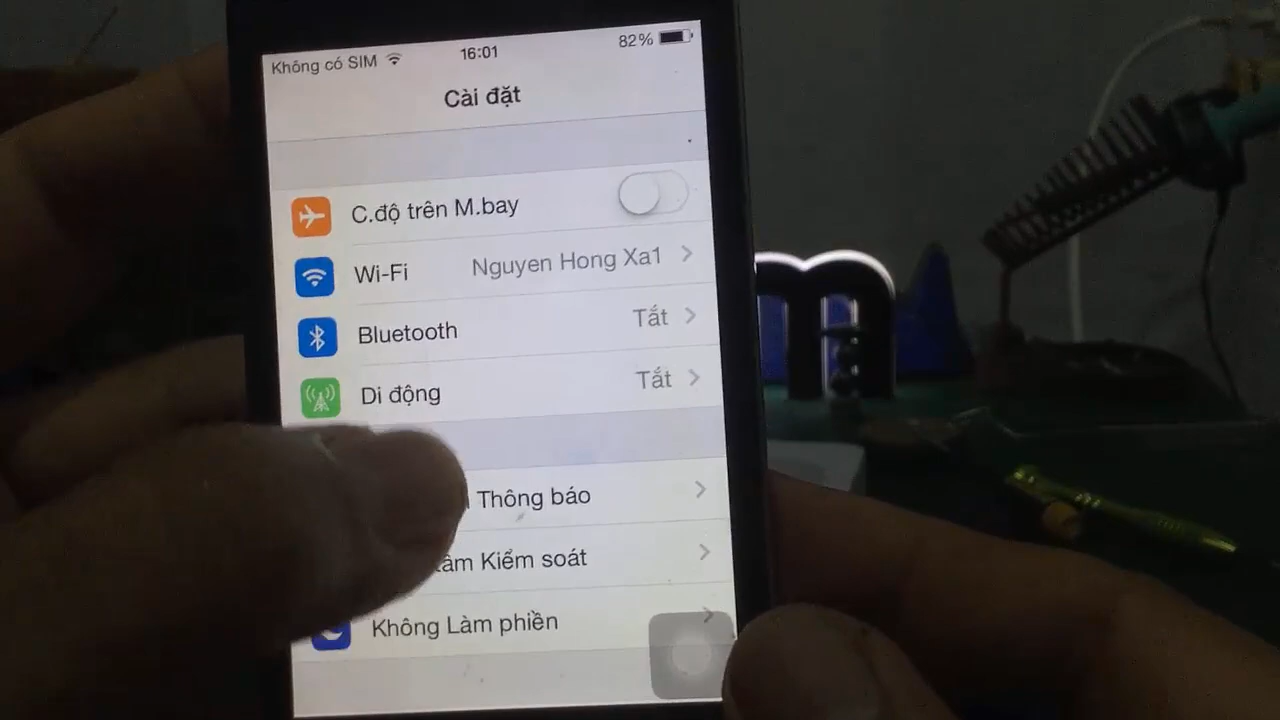 Không có SIM 16:01 82%
Cài đặt
C.độ trên M.bay
Wi-Fi Nguyen Hong Xa1
Bluetooth Tắt
Di động Tắt
Thông báo
Kiểm soát
Không Làm phiền
m